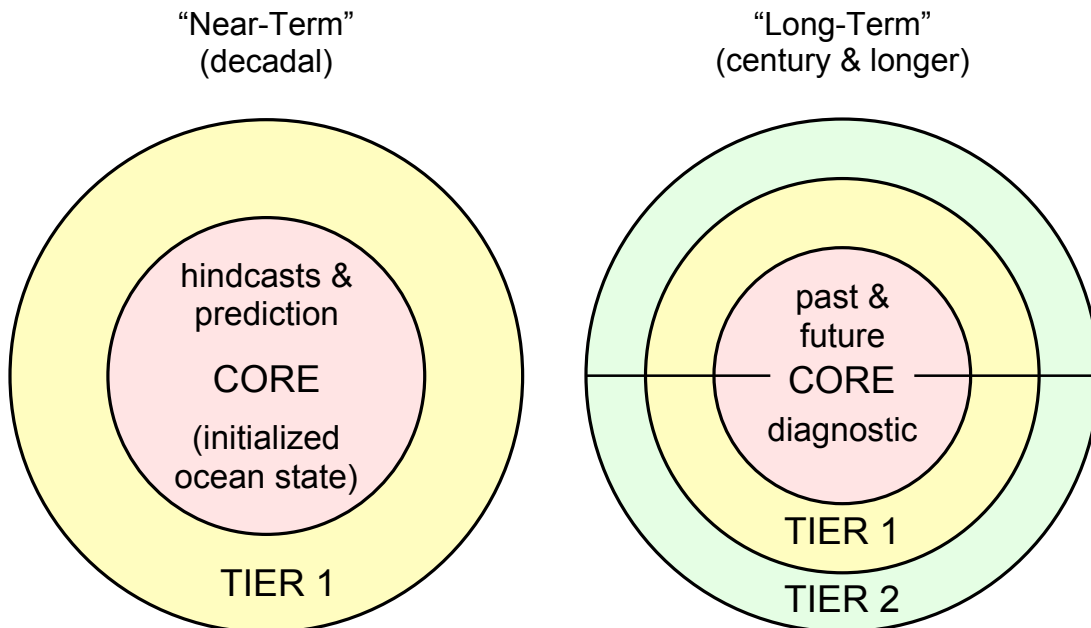 “Near-Term”
(decadal)
hindcasts &
prediction
CORE
(initialized
ocean state)
TIER 1
“Long-Term”
(century & longer)
past &
future
CORE
diagnostic
TIER 1
TIER 2